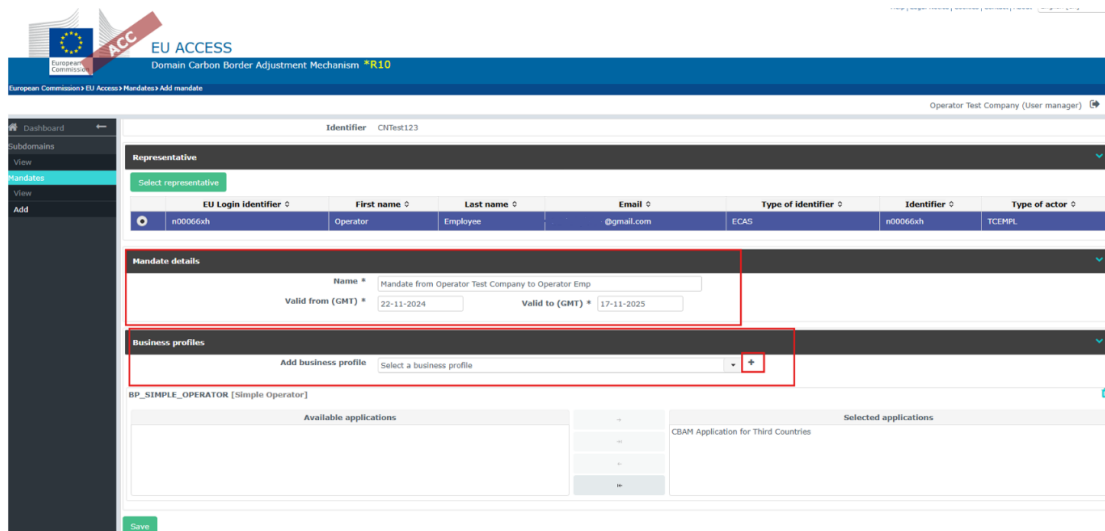 ACC
European
Commission
EU ACCESS
Domain Carbon Border Adjustment Mechanism *R10
European Commission > EU Access > Mandates > Add mandate
Operator Test Company (User manager)
Dashboard
Subdomains
View
Mandates
View
Add
Identifier CNTest123
Representative
Select representative
EU Login identifier First name Last name Email Type of identifier Identifier Type of actor
n00066xh Operator Employee @gmail.com ECAS n00066xh TCEMPL
Mandate details
Name * Mandate from Operator Test Company to Operator Emp
Valid from (GMT) * 22-11-2024 Valid to (GMT) * 17-11-2025
Business profiles
Add business profile Select a business profile +
BP_SIMPLE_OPERATOR [Simple Operator]
Available applications Selected applications
CBAM Application for Third Countries
Save